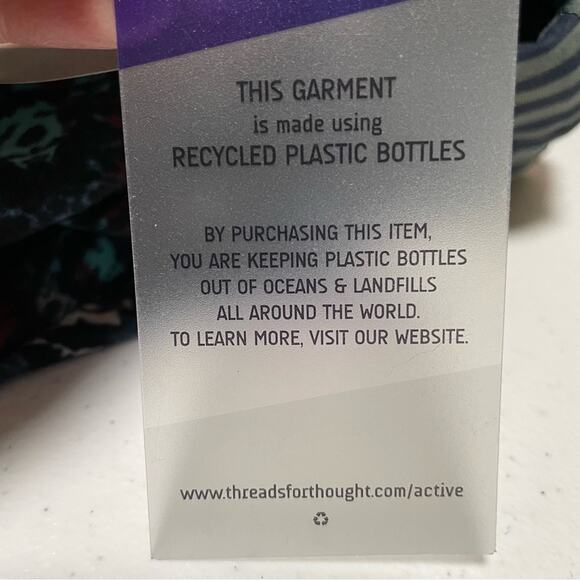 THIS GARMENT
is made using
RECYCLED PLASTIC BOTTLES
BY PURCHASING THIS ITEM,
YOU ARE KEEPING PLASTIC BOTTLES
OUT OF OCEANS & LANDFILLS
ALL AROUND THE WORLD.
TO LEARN MORE, VISIT OUR WEBSITE.
www.threadsforthought.com/active